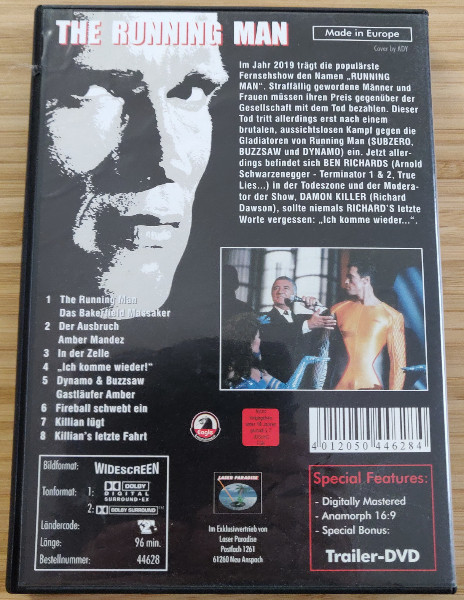 THE RUNNING MAN
Made in Europe
Cover by ADY
Im Jahr 2019 trägt die populärste
Fernsehshow den Namen „RUNNING
MAN". Straffällig gewordene Männer und
Frauen müssen ihren Preis gegenüber der
Gesellschaft mit dem Tod bezahlen. Dieser
Tod tritt allerdings erst nach einem
brutalen, aussichtslosen Kampf gegen die
Gladiatoren von Running Man (SUBZERO,
BUZZSAW und DYNAMO) ein. Jetzt aller-
dings befindet sich BEN RICHARDS (Arnold
Schwarzenegger - Terminator 1 & 2, True
Lies...) in der Todeszone und der Modera-
tor der Show, DAMON KILLER (Richard
Dawson), sollte niemals RICHARD'S letzte
Worte vergessen: „Ich komme wieder...".
1 The Running Man
Das Bakersfield Massaker
2 Der Ausbruch
Amber Mandez
3 In der Zelle
4 „Ich komme wieder!"
5 Dynamo & Buzzsaw
Gastläufer Amber
6 Fireball schwebt ein
7 Killian lügt
8 Killian's letzte Fahrt
Eagle
4 012050 446284
Bildformat: WIDESCREEN
Tonformat: 1: DOLBY
DIGITAL
SURROUND·EX
2: DOLBY SURROUND
Ländercode:
Länge: 96 min.
Bestellnummer: 44628
LASER PARADISE
Im Exklusivvertrieb von
Laser Paradise
Postfach 1261
61260 Neu Anspach
Special Features:
- Digitally Mastered
- Anamorph 16:9
- Special Bonus:
Trailer-DVD